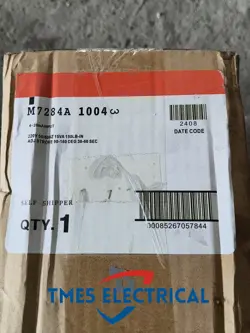 M7284A 1004
2408
DATE CODE
SELF-SHIPPER
QTY. 1
00085267057844
TMES ELECTRICAL